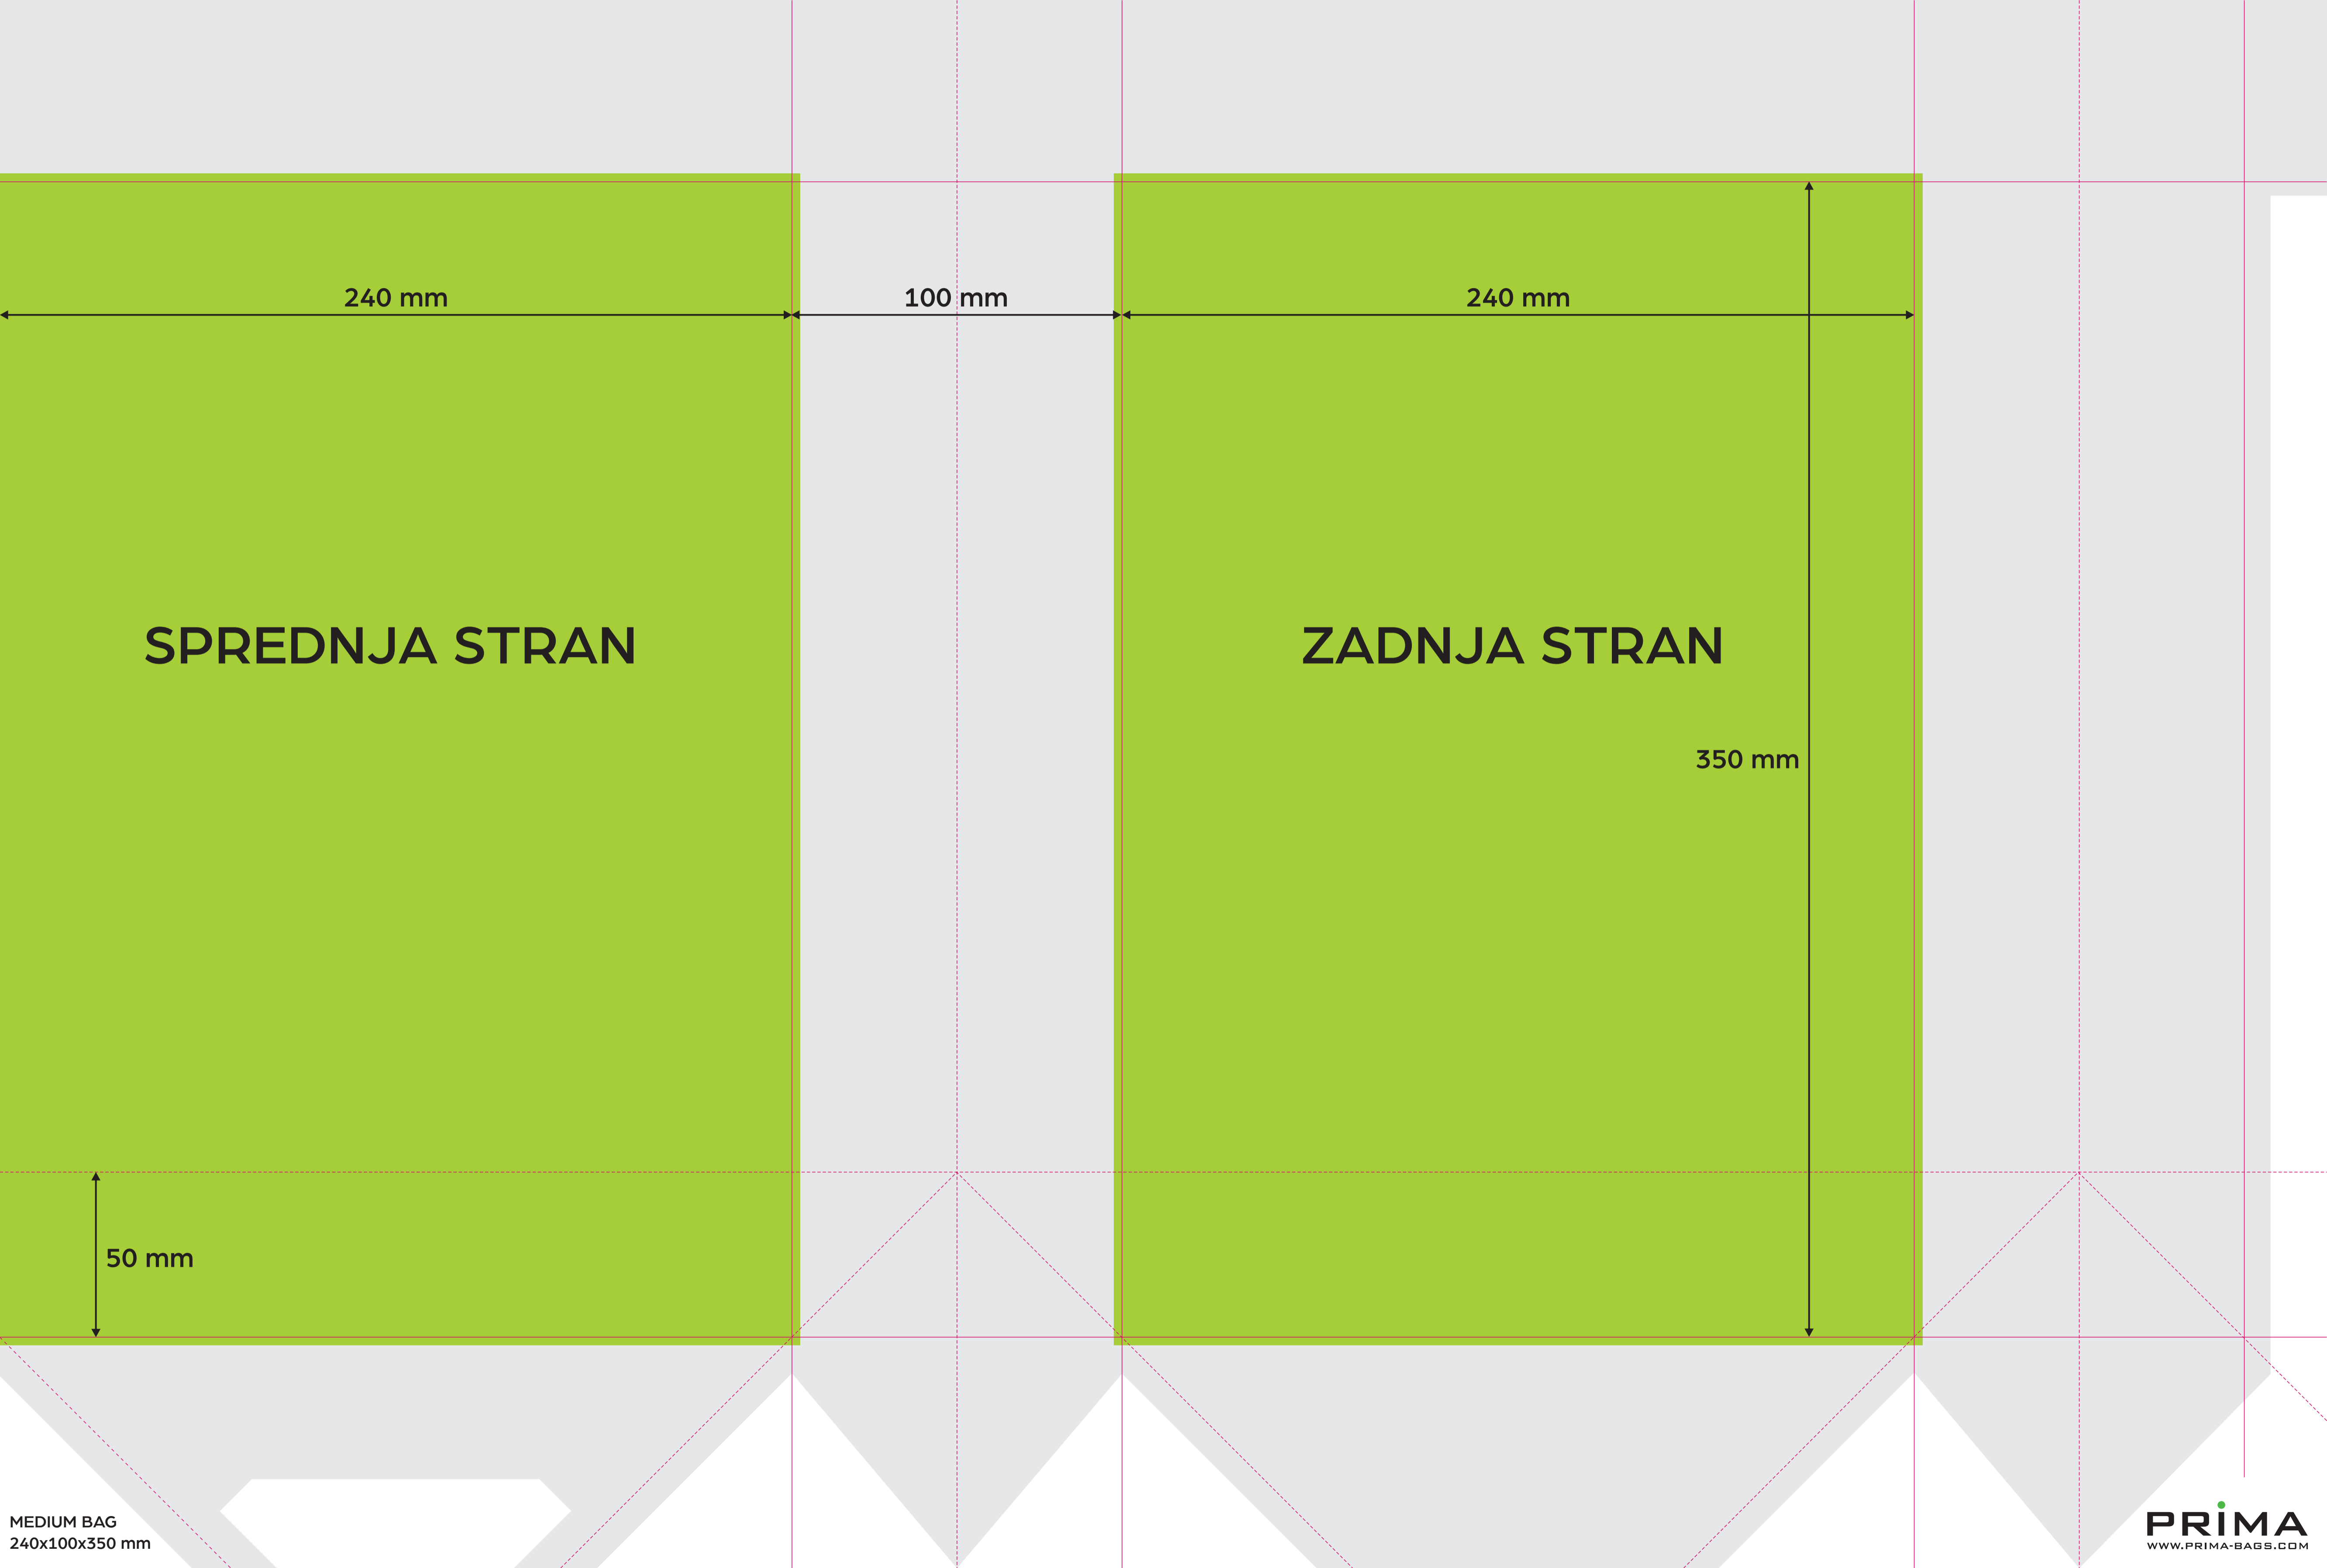 240 mm
100 mm
240 mm
SPREDNJA STRAN
ZADNJA STRAN
350 mm
50 mm
MEDIUM BAG
240x100x350 mm
PRiMA
WWW.PRIMA-BAGS.COM